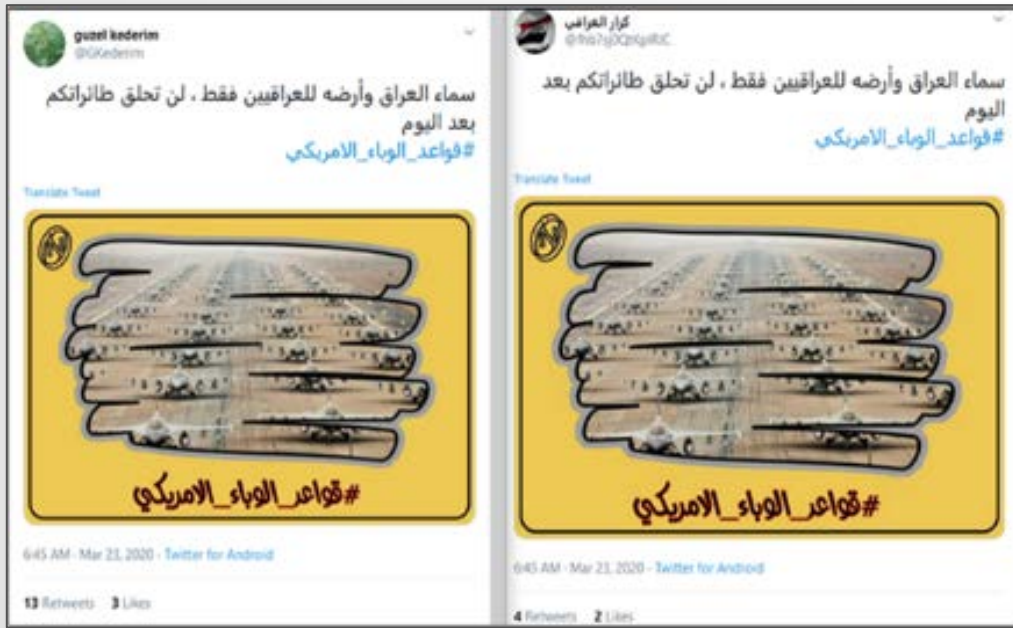 guzel kederim
@GKederim
سماء العراق وأرضه للعراقيين فقط ، لن تحلق طائراتكم
بعد اليوم
#قواعد_الوباء_الامريكي
Translate Tweet
#قواعد_الوباء_الامريكي
6:45 AM · Mar 23, 2020 · Twitter for Android
13 Retweets 3 Likes
كرار العراقي
سماء العراق وأرضه للعراقيين فقط ، لن تحلق طائراتكم بعد
اليوم
#قواعد_الوباء_الامريكي
Translate Tweet
#قواعد_الوباء_الامريكي
6:45 AM · Mar 23, 2020 · Twitter for Android
4 Retweets 2 Likes